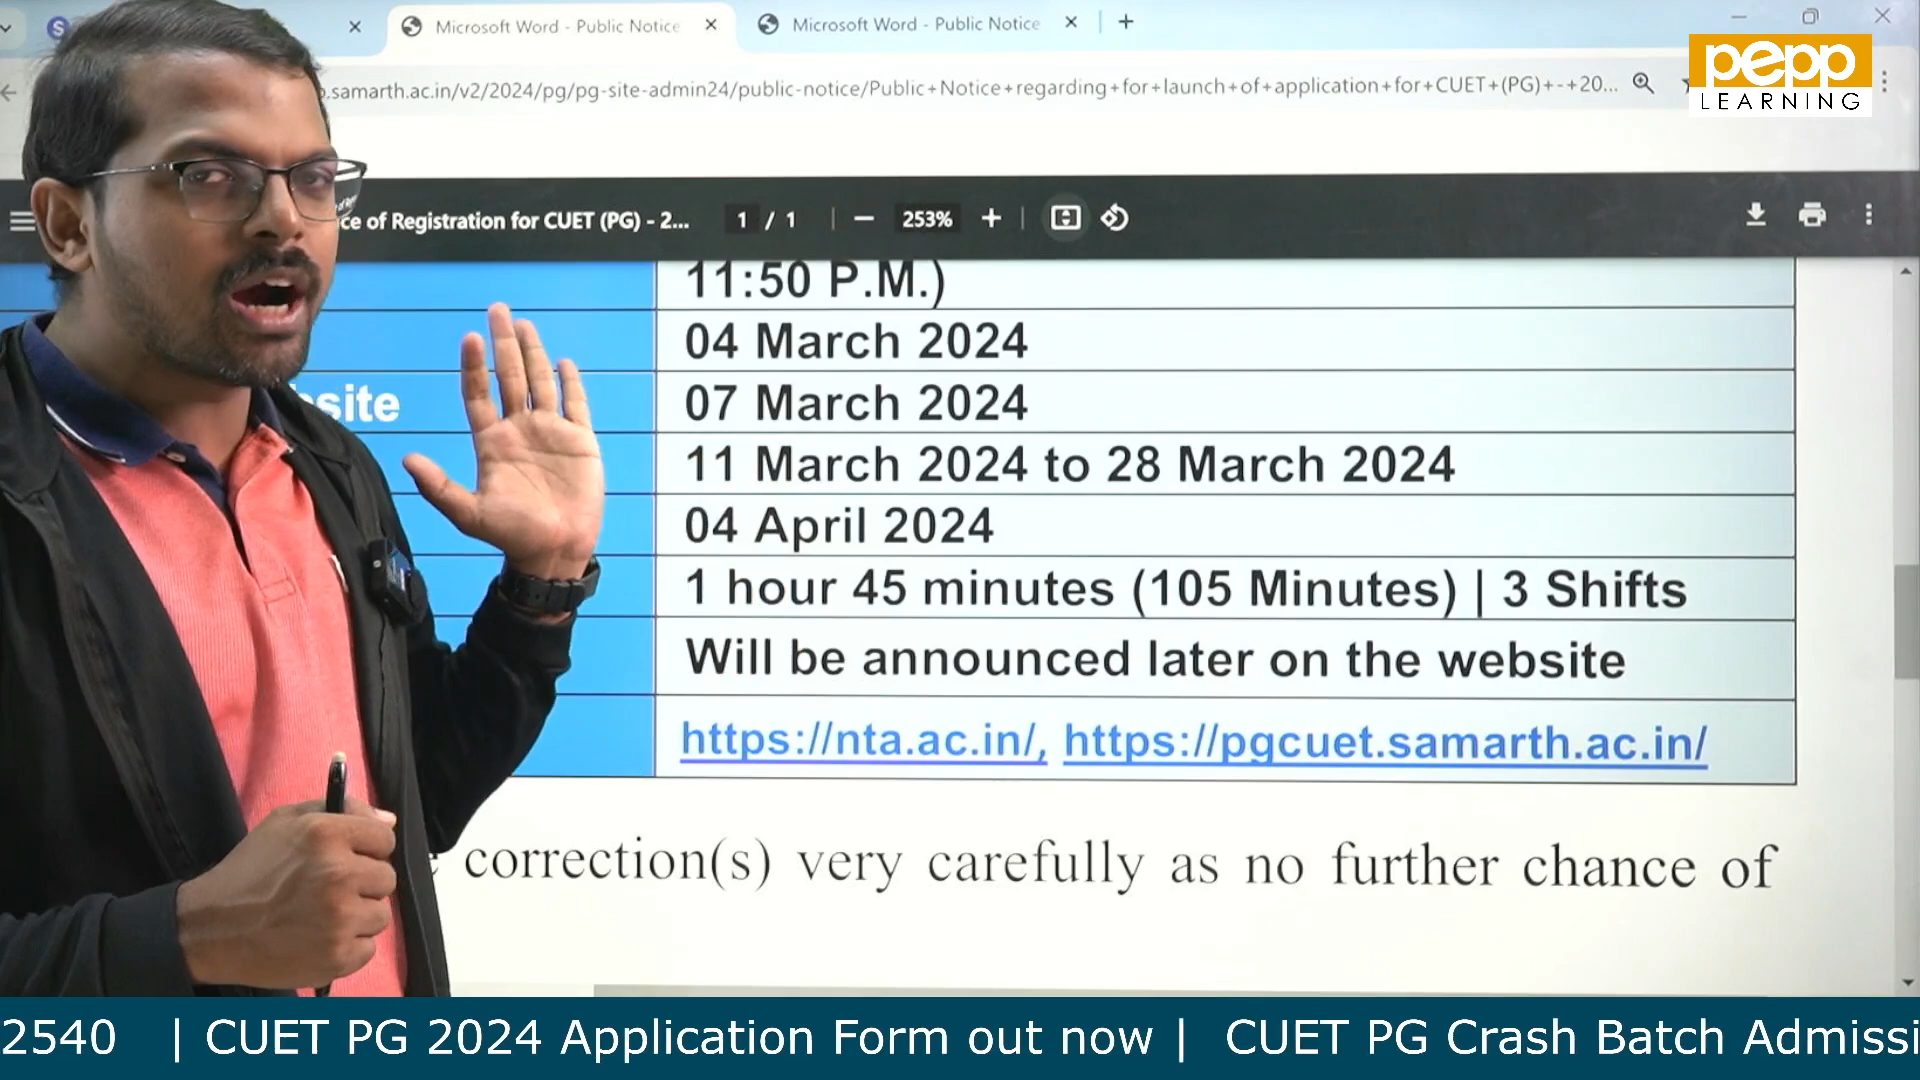 Microsoft Word - Public Notice
Microsoft Word - Public Notice
pepp
LEARNING
.samarth.ac.in/v2/2024/pg/pg-site-admin24/public-notice/Public+Notice+regarding+for+launch+of+application+for+CUET+(PG)+-+20...
ce of Registration for CUET (PG) - 2...
1 / 1
253%
11:50 P.M.)
04 March 2024
site
07 March 2024
11 March 2024 to 28 March 2024
04 April 2024
1 hour 45 minutes (105 Minutes) | 3 Shifts
Will be announced later on the website
https://nta.ac.in/, https://pgcuet.samarth.ac.in/
correction(s) very carefully as no further chance of
2540 | CUET PG 2024 Application Form out now | CUET PG Crash Batch Admissi